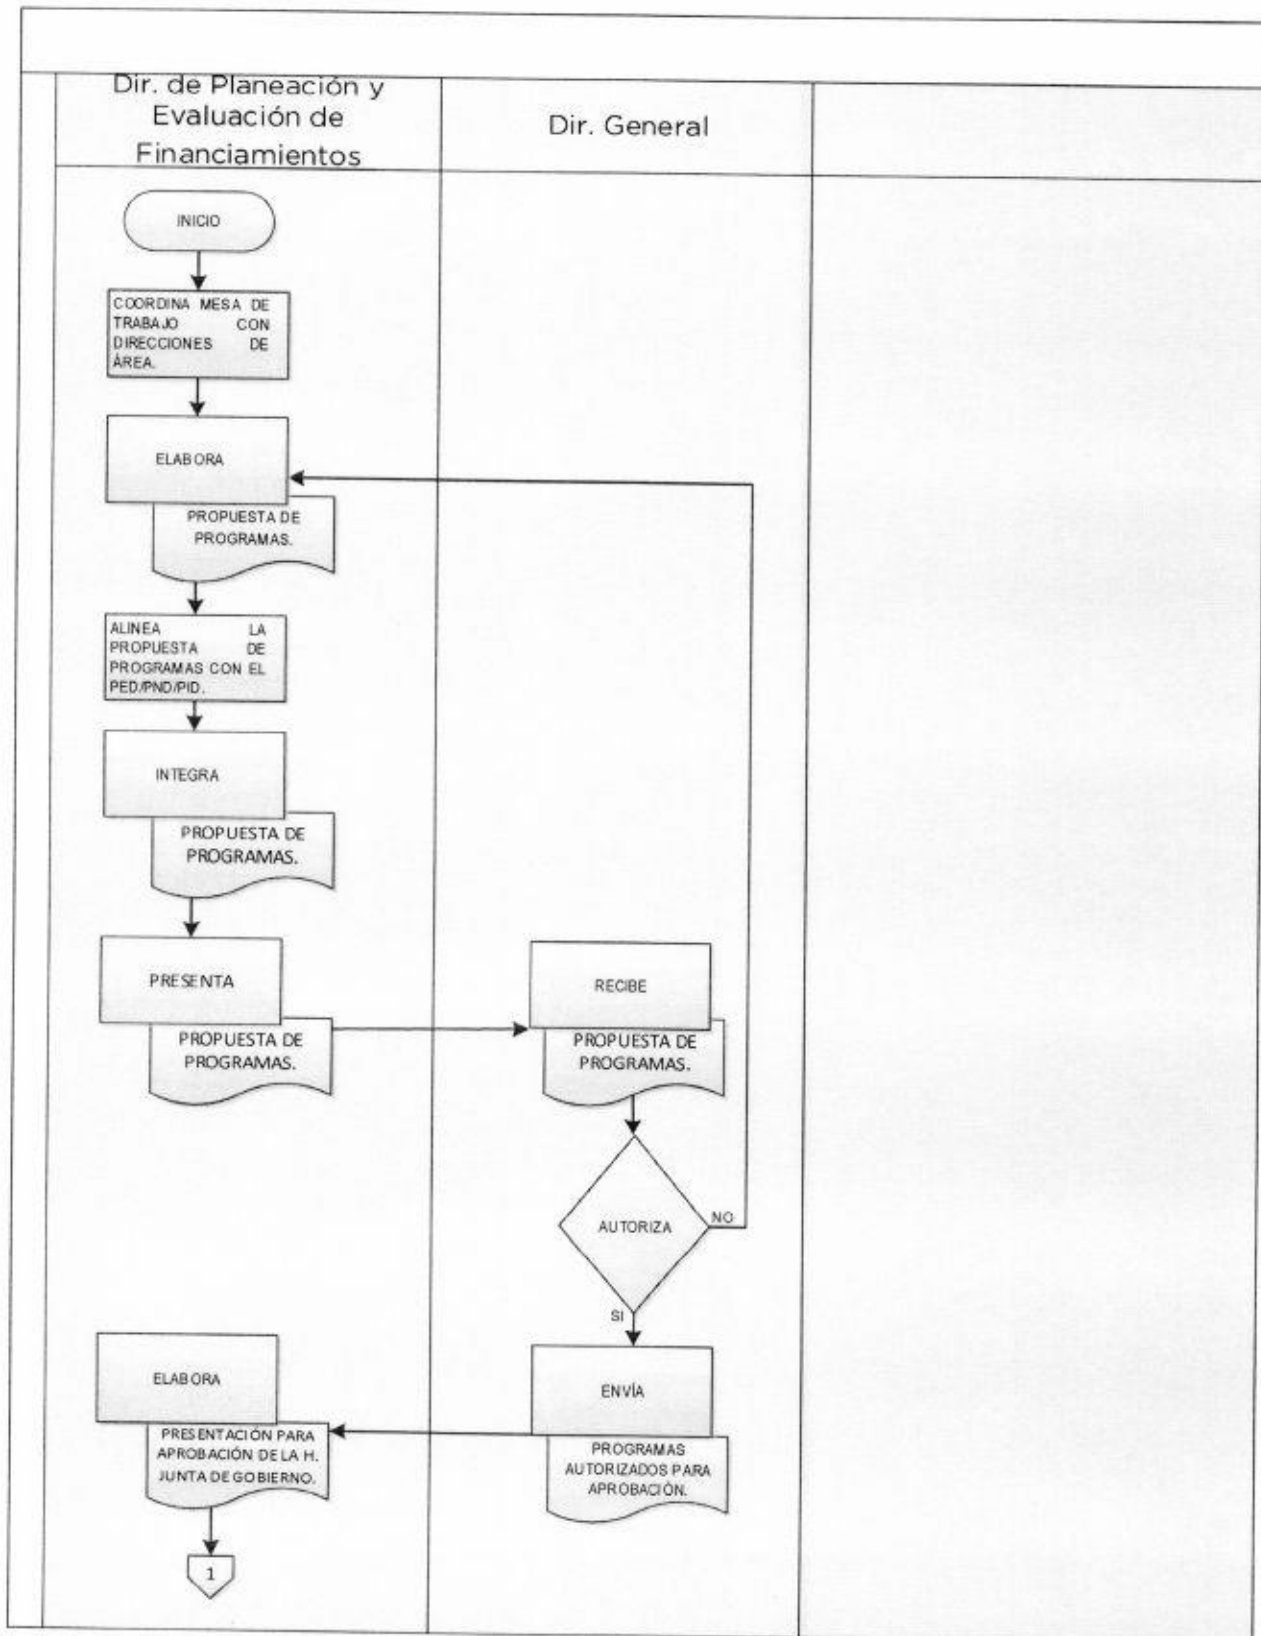 Dir. de Planeación y
Evaluación de
Financiamientos
Dir. General
INICIO
COORDINA MESA DE
TRABAJO CON
DIRECCIONES DE
ÁREA.
ELABORA
PROPUESTA DE
PROGRAMAS.
ALINEA LA
PROPUESTA DE
PROGRAMAS CON EL
PED/PND/PID.
INTEGRA
PROPUESTA DE
PROGRAMAS.
PRESENTA
PROPUESTA DE
PROGRAMAS.
RECIBE
PROPUESTA DE
PROGRAMAS.
AUTORIZA
NO
SI
ENVÍA
PROGRAMAS
AUTORIZADOS PARA
APROBACIÓN.
ELABORA
PRESENTACIÓN PARA
APROBACIÓN DE LA H.
JUNTA DE GOBIERNO.
1